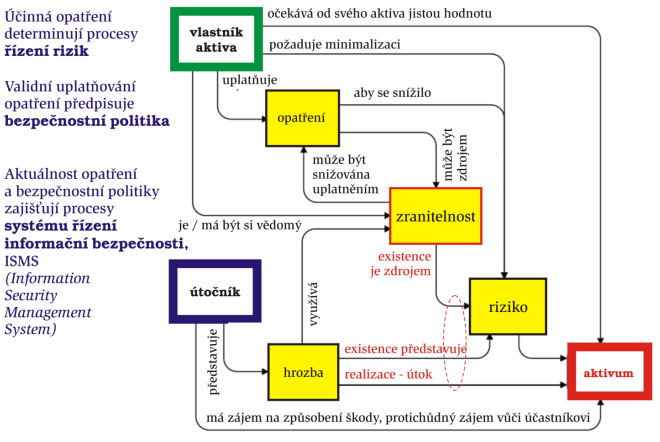 Účinná opatření
determinují procesy
řízení rizik
Validní uplatňování
opatření předpisuje
bezpečnostní politika
Aktuálnost opatření
a bezpečnostní politiky
zajišťují procesy
systému řízení
informační bezpečnosti,
ISMS
(Information
Security
Management
System)
vlastník
aktiva
očekává od svého aktiva jistou hodnotu
požaduje minimalizaci
uplatňuje
opatření
aby se snížilo
může být
zdrojem
může být
snižována
uplatněním
zranitelnost
je / má být si vědomý
existence
je zdrojem
útočník
využívá
riziko
představuje
hrozba
existence představuje
realizace - útok
aktivum
má zájem na způsobení škody, protichůdný zájem vůči účastníkovi